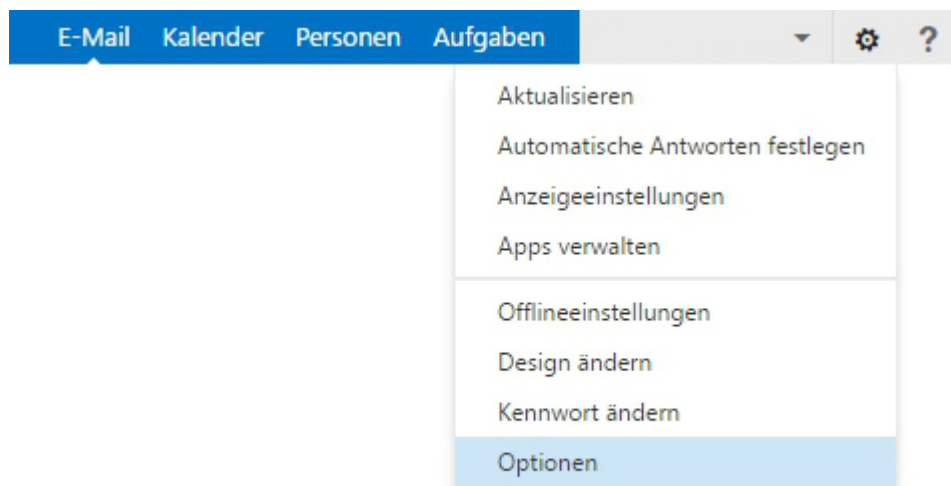 E-Mail Kalender Personen Aufgaben ?
Aktualisieren
Automatische Antworten festlegen
Anzeigeeinstellungen
Apps verwalten
Offlineeinstellungen
Design ändern
Kennwort ändern
Optionen